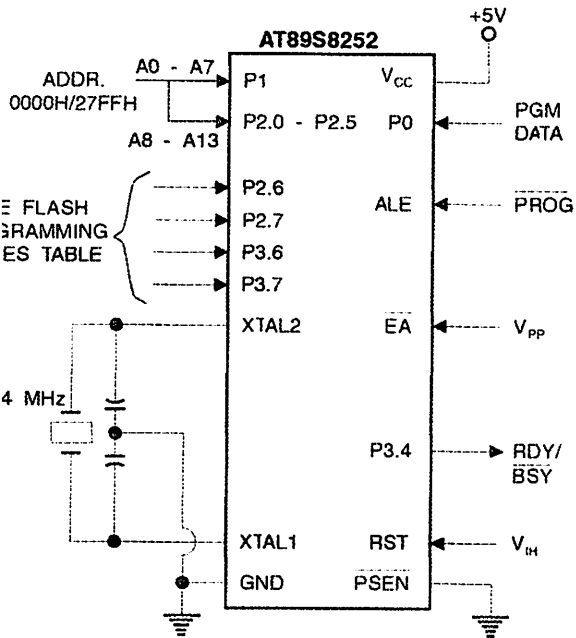 +5V
AT89S8252
A0 - A7
ADDR.
0000H/27FFH
P1
VCC
P2.0 - P2.5
P0
PGM
DATA
A8 - A13
P2.6
E FLASH
GRAMMING
ES TABLE
P2.7
ALE
PROG
P3.6
P3.7
XTAL2
EA
VPP
4 MHz
P3.4
RDY/
BSY
XTAL1
RST
VIH
GND
PSEN